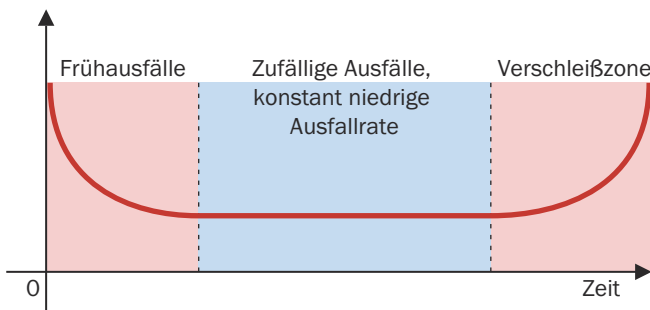 Frühausfälle
Zufällige Ausfälle,
konstant niedrige
Ausfallrate
Verschleißzone
0
Zeit